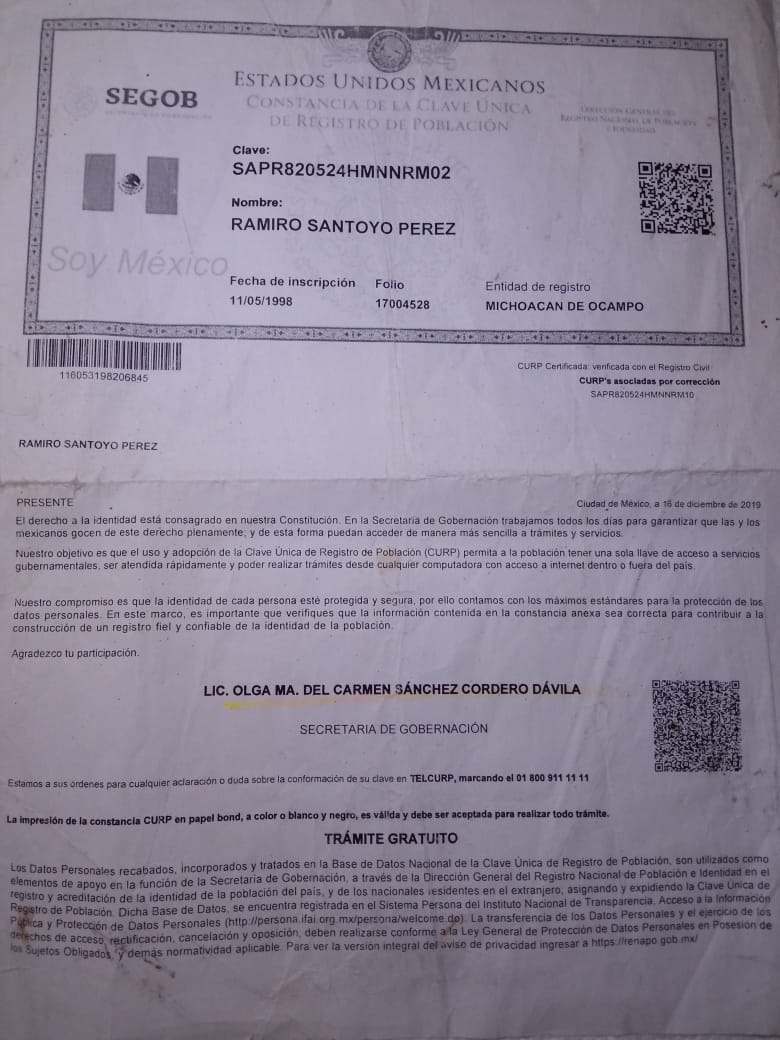 ESTADOS UNIDOS MEXICANOS
SEGOB
CONSTANCIA DE LA CLAVE ÚNICA
DE REGISTRO DE POBLACIÓN
DIRECCIÓN GENERAL DEL
REGISTRO NACIONAL DE POBLACIÓN
E IDENTIDAD
Clave:
SAPR820524HMNNRM02
Nombre:
RAMIRO SANTOYO PEREZ
Soy México
Fecha de inscripción Folio Entidad de registro
11/05/1998 17004528 MICHOACAN DE OCAMPO
116053198206845
CURP Certificada: verificada con el Registro Civil
CURP's asociadas por corrección
SAPR820524HMNNRM10
RAMIRO SANTOYO PEREZ
PRESENTE
Ciudad de México, a 16 de diciembre de 2019
El derecho a la identidad está consagrado en nuestra Constitución. En la Secretaría de Gobernación trabajamos todos los días para garantizar que las y los
mexicanos gocen de este derecho plenamente; y de esta forma puedan acceder de manera más sencilla a trámites y servicios.
Nuestro objetivo es que el uso y adopción de la Clave Única de Registro de Población (CURP) permita a la población tener una sola llave de acceso a servicios
gubernamentales, ser atendida rápidamente y poder realizar trámites desde cualquier computadora con acceso a internet dentro o fuera del país.
Nuestro compromiso es que la identidad de cada persona esté protegida y segura, por ello contamos con los máximos estándares para la protección de los
datos personales. En este marco, es importante que verifiques que la información contenida en la constancia anexa sea correcta para contribuir a la
construcción de un registro fiel y confiable de la identidad de la población.
Agradezco tu participación.
LIC. OLGA MA. DEL CARMEN SÁNCHEZ CORDERO DÁVILA
SECRETARIA DE GOBERNACIÓN
Estamos a sus órdenes para cualquier aclaración o duda sobre la conformación de su clave en TELCURP, marcando el 01 800 911 11 11
La impresión de la constancia CURP en papel bond, a color o blanco y negro, es válida y debe ser aceptada para realizar todo trámite.
TRÁMITE GRATUITO
Los Datos Personales recabados, incorporados y tratados en la Base de Datos Nacional de la Clave Única de Registro de Población, son utilizados como
elementos de apoyo en la función de la Secretaría de Gobernación, a través de la Dirección General del Registro Nacional de Población e Identidad en el
registro y acreditación de la identidad de la población del país, y de los nacionales residentes en el extranjero; asignando y expidiendo la Clave Única de
Registro de Población. Dicha Base de Datos, se encuentra registrada en el Sistema Persona del Instituto Nacional de Transparencia, Acceso a la Información
Pública y Protección de Datos Personales (http://persona.ifai.org.mx/persona/welcome.do). La transferencia de los Datos Personales y el ejercicio de los
derechos de acceso, rectificación, cancelación y oposición, deben realizarse conforme a la Ley General de Protección de Datos Personales en Posesión de
los Sujetos Obligados, y demás normatividad aplicable. Para ver la versión integral del aviso de privacidad ingresar a https://renapo.gob.mx/